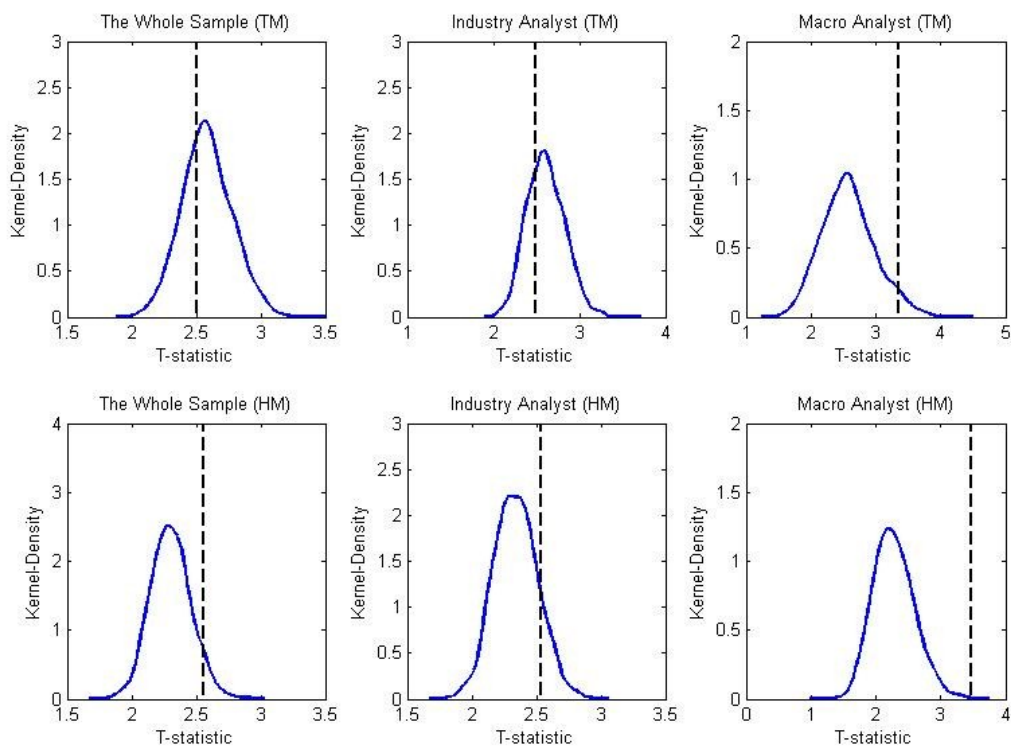 The Whole Sample (TM)
3
2.5
2
1.5
1
0.5
0
Kernel-Density
1.5 2 2.5 3 3.5
T-statistic
Industry Analyst (TM)
3
2.5
2
1.5
1
0.5
0
Kernel-Density
1 2 3 4
T-statistic
Macro Analyst (TM)
2
1.5
1
0.5
0
Kernel-Density
1 2 3 4 5
T-statistic
The Whole Sample (HM)
4
3
2
1
0
Kernel-Density
1.5 2 2.5 3 3.5
T-statistic
Industry Analyst (HM)
3
2.5
2
1.5
1
0.5
0
Kernel-Density
1.5 2 2.5 3 3.5
T-statistic
Macro Analyst (HM)
2
1.5
1
0.5
0
Kernel-Density
0 1 2 3 4
T-statistic